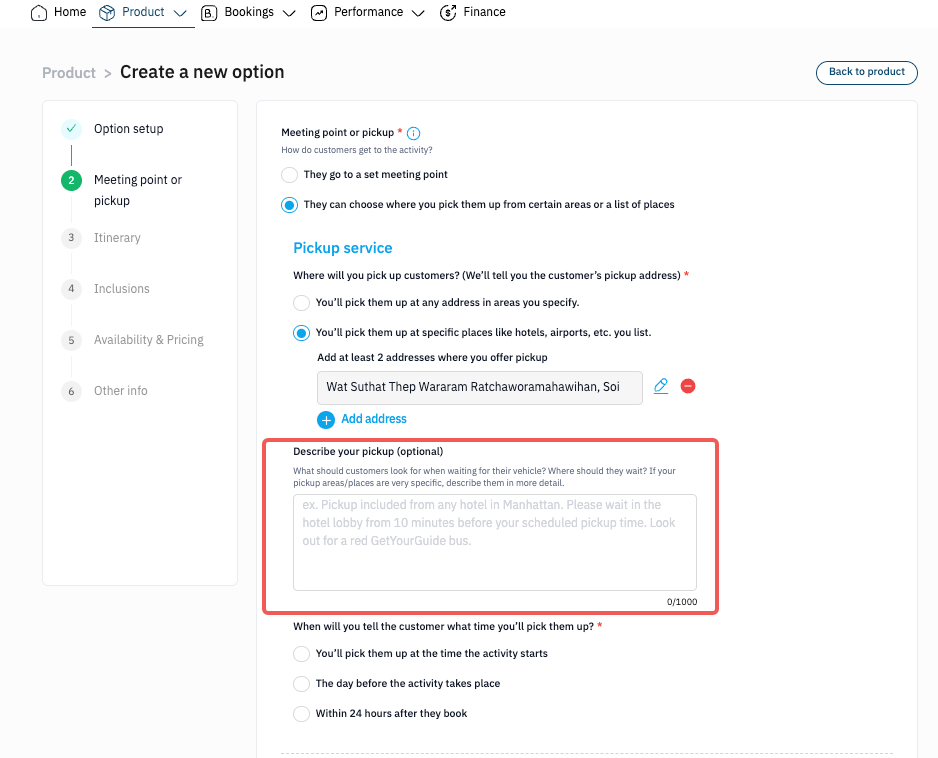 Home Product Bookings Performance Finance
Product > Create a new option
Back to product
Option setup
2 Meeting point or
pickup
3 Itinerary
4 Inclusions
5 Availability & Pricing
6 Other info
Meeting point or pickup * i
How do customers get to the activity?
They go to a set meeting point
They can choose where you pick them up from certain areas or a list of places
Pickup service
Where will you pick up customers? (We’ll tell you the customer’s pickup address) *
You’ll pick them up at any address in areas you specify.
You’ll pick them up at specific places like hotels, airports, etc. you list.
Add at least 2 addresses where you offer pickup
Wat Suthat Thep Wararam Ratchaworamahawihan, Soi
Add address
Describe your pickup (optional)
What should customers look for when waiting for their vehicle? Where should they wait? If your
pickup areas/places are very specific, describe them in more detail.
ex. Pickup included from any hotel in Manhattan. Please wait in the
hotel lobby from 10 minutes before your scheduled pickup time. Look
out for a red GetYourGuide bus.
0/1000
When will you tell the customer what time you’ll pick them up? *
You’ll pick them up at the time the activity starts
The day before the activity takes place
Within 24 hours after they book